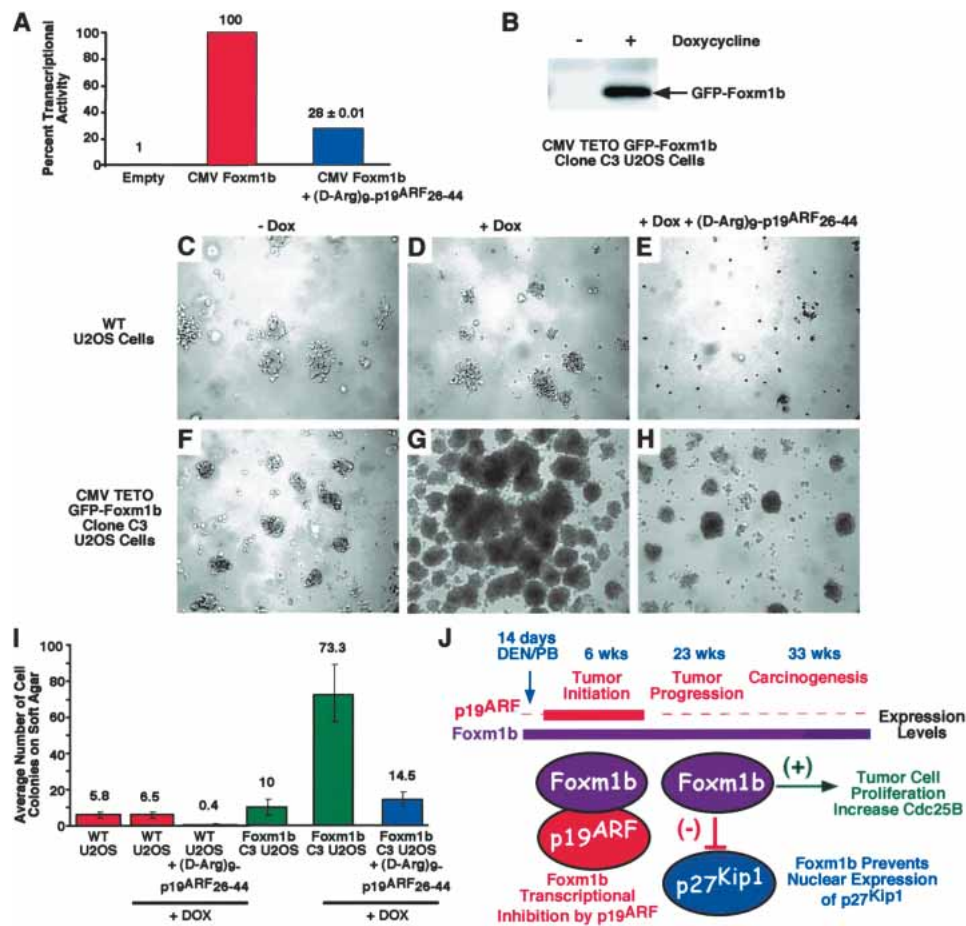 A
Percent Transcriptional
Activity
100
80
60
40
20
0
1
100
28 ± 0.01
Empty
CMV Foxm1b
CMV Foxm1b
+ (D-Arg)9-p19ARF26-44
B
- + Doxycycline
GFP-Foxm1b
CMV TETO GFP-Foxm1b
Clone C3 U2OS Cells
- Dox
+ Dox
+ Dox + (D-Arg)9-p19ARF26-44
WT
U2OS Cells
C
D
E
CMV TETO
GFP-Foxm1b
Clone C3
U2OS Cells
F
G
H
I
Average Number of Cell
Colonies on Soft Agar
100
80
60
40
20
0
5.8
6.5
0.4
10
73.3
14.5
WT
U2OS
WT
U2OS
WT
U2OS
+ (D-Arg)9-
p19ARF26-44
Foxm1b
C3 U2OS
Foxm1b
C3 U2OS
Foxm1b
C3 U2OS
+ (D-Arg)9-
p19ARF26-44
+ DOX
+ DOX
J
14 days
DEN/PB
6 wks
23 wks
33 wks
Tumor
Initiation
Tumor
Progression
Carcinogenesis
p19ARF
Foxm1b
Expression
Levels
Foxm1b
p19ARF
Foxm1b
Transcriptional
Inhibition by p19ARF
Foxm1b
(+)
Tumor Cell
Proliferation
Increase Cdc25B
(-)
p27Kip1
Foxm1b Prevents
Nuclear Expression
of p27Kip1